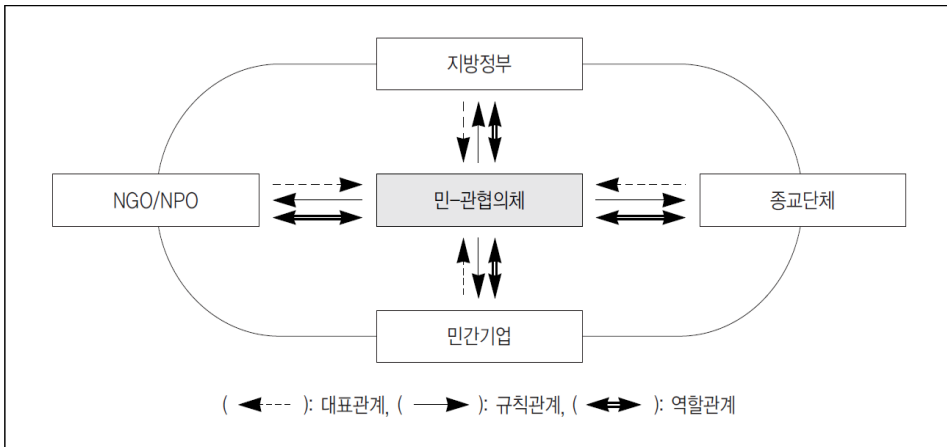 지방정부
NGO/NPO
민-관협의체
종교단체
민간기업
( ): 대표관계, ( ): 규칙관계, ( ): 역할관계